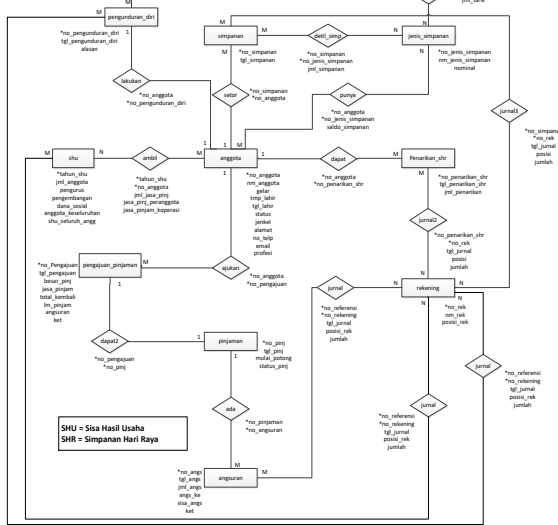 M
jml_tarik
pengunduran_diri
*no_pengunduran_diri
tgl_pengunduran_diri
alasan
1
M
simpanan
M
*no_simpanan
tgl_simpanan
detil_simp
*no_simpanan
*no_jenis_simpanan
jml_simpanan
N
N
jenis_simpanan
*no_jenis_simpanan
nm_jenis_simpanan
nominal
N
lakukan
*no_anggota
*no_pengunduran_diri
M
setor
*no_simpanan
*no_anggota
punya
*no_anggota
*no_jenis_simpanan
saldo_simpanan
jurnal3
*no_simpanan
*no_rek
tgl_jurnal
posisi
jumlah
M
shu
N
*tahun_shu
jml_anggota
pengurus
pengembangan
dana_sosial
anggota_keseluruhan
shu_seluruh_angg
ambil
*tahun_shu
*no_anggota
jml_jasa_pinj
jasa_pinj_peranggota
jasa_pinjam_koperasi
1
1
M
M
anggota
1
1
*no_anggota
nm_anggota
gelar
tmp_lahir
tgl_lahir
status
jenkel
alamat
no_telp
email
profesi
dapat
*no_anggota
*no_penarikan_shr
M
Penarikan_shr
*no_penarikan_shr
tgl_penarikan_shr
jml_penarikan
M
jurnal2
*no_penarikan_shr
*no_rek
tgl_jurnal
posisi
jumlah
pengajuan_pinjaman
M
*no_Pengajuan
tgl_pengajuan
besar_pinj
jasa_pinjam
total_kembali
lm_pinjam
angsuran
ket
1
ajukan
*no_anggota
*no_pengajuan
M
jurnal
*no_referensi
*no_rekening
tgl_jurnal
posisi_rek
jumlah
N
N
rekening
N
N
N
*no_rek
nm_rek
posisi_rek
dapat2
*no_pengajuan
*no_pinj
1
pinjaman
1
*no_pinj
tgl_pinj
mulai_potong
status_pinj
jurnal
*no_referensi
*no_rekening
tgl_jurnal
posisi_rek
jumlah
jurnal
*no_referensi
*no_rekening
tgl_jurnal
posisi_rek
jumlah
ada
*no_pinjaman
*no_angsuran
SHU = Sisa Hasil Usaha
SHR = Simpanan Hari Raya
M
angsuran
M
*no_angs
tgl_angs
jml_angs
angs_ke
sisa_angs
ket